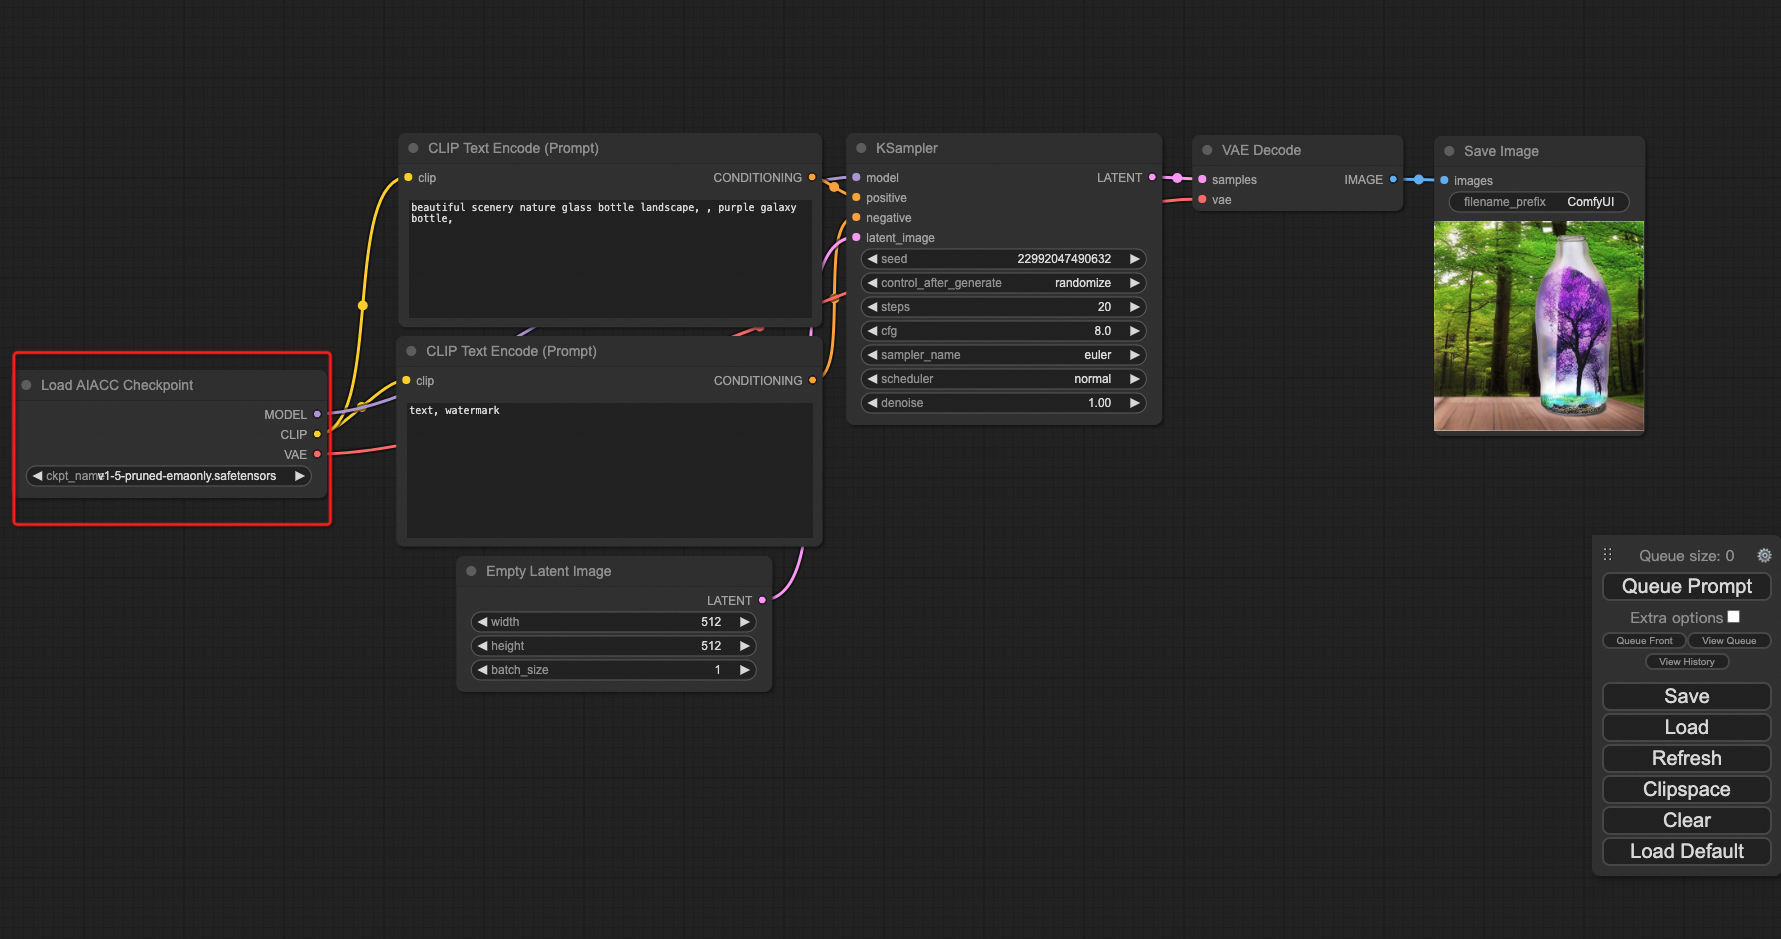 CLIP Text Encode (Prompt)
clip
CONDITIONING
beautiful scenery nature glass bottle landscape, , purple galaxy
bottle,
KSampler
model
LATENT
positive
negative
latent_image
seed 22992047490632
control_after_generate randomize
steps 20
cfg 8.0
sampler_name euler
scheduler normal
denoise 1.00
VAE Decode
samples
IMAGE
vae
Save Image
images
filename_prefix ComfyUI
Load AIACC Checkpoint
MODEL
CLIP
VAE
ckpt_name v1-5-pruned-emaonly.safetensors
CLIP Text Encode (Prompt)
clip
CONDITIONING
text, watermark
Empty Latent Image
LATENT
width 512
height 512
batch_size 1
Queue size: 0
Queue Prompt
Extra options
Queue Front
View Queue
View History
Save
Load
Refresh
Clipspace
Clear
Load Default